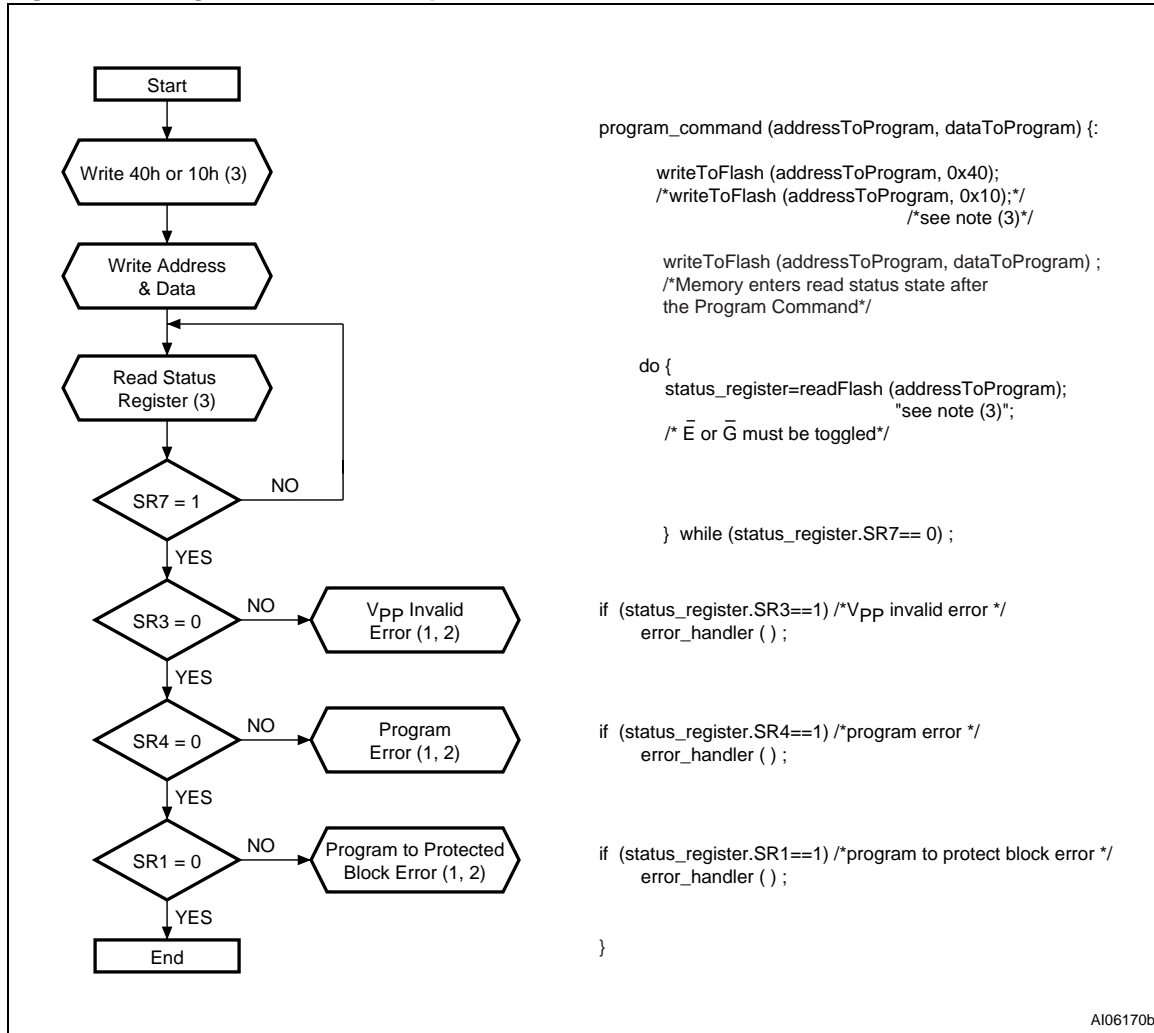 Start
Write 40h or 10h (3)
Write Address
& Data
Read Status
Register (3)
SR7 = 1
NO
YES
SR3 = 0
NO
VPP Invalid
Error (1, 2)
YES
SR4 = 0
NO
Program
Error (1, 2)
YES
SR1 = 0
NO
Program to Protected
Block Error (1, 2)
YES
End
program_command (addressToProgram, dataToProgram) {:
writeToFlash (addressToProgram, 0x40);
/*writeToFlash (addressToProgram, 0x10);*/
/*see note (3)*/
writeToFlash (addressToProgram, dataToProgram) ;
/*Memory enters read status state after
the Program Command*/
do {
status_register=readFlash (addressToProgram);
"see note (3)";
/* E̅ or G̅ must be toggled*/
} while (status_register.SR7== 0) ;
if (status_register.SR3==1) /*VPP invalid error */
error_handler ( ) ;
if (status_register.SR4==1) /*program error */
error_handler ( ) ;
if (status_register.SR1==1) /*program to protect block error */
error_handler ( ) ;
}
AI06170b